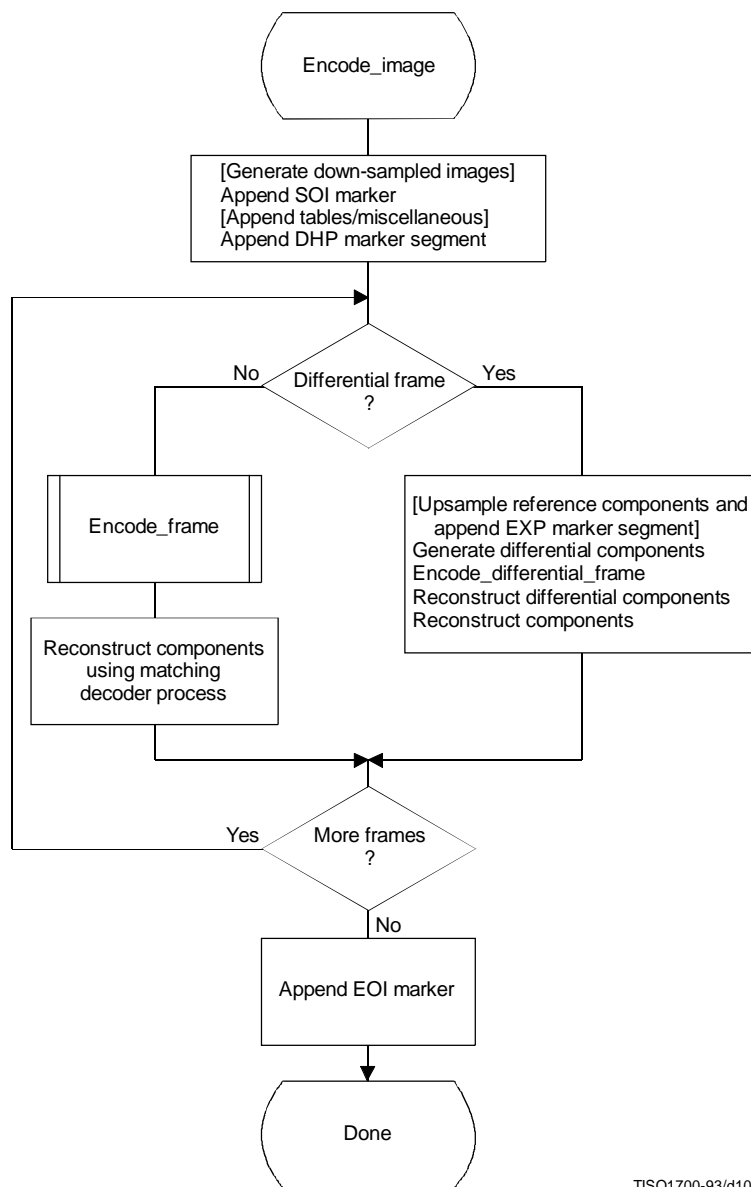 Encode_image
[Generate down-sampled images]
Append SOI marker
[Append tables/miscellaneous]
Append DHP marker segment
No
Differential frame
?
Yes
Encode_frame
[Upsample reference components and
append EXP marker segment]
Generate differential components
Encode_differential_frame
Reconstruct differential components
Reconstruct components
Reconstruct components
using matching
decoder process
Yes
More frames
?
No
Append EOI marker
Done